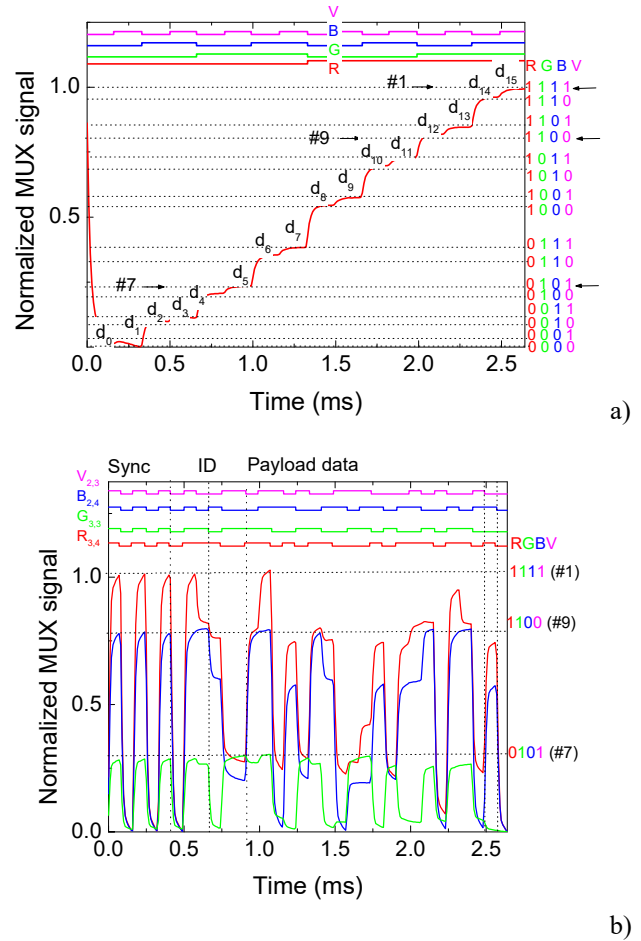 V
B
G
R
R G B V
Normalized MUX signal
1.0
0.5
0.0
#1
#9
#7
d0
d1
d2
d3
d4
d5
d6
d7
d8
d9
d10
d11
d12
d13
d14
d15
1 1 1 1
1 1 1 0
1 1 0 1
1 1 0 0
1 0 1 1
1 0 1 0
1 0 0 1
1 0 0 0
0 1 1 1
0 1 1 0
0 1 0 1
0 1 0 0
0 0 1 1
0 0 1 0
0 0 0 1
0 0 0 0
0.0 0.5 1.0 1.5 2.0 2.5
Time (ms)
a)
Sync ID Payload data
V2,3
B2,4
G3,3
R3,4
RGBV
Normalized MUX signal
1.0
0.5
0.0
1111 (#1)
1100 (#9)
0101 (#7)
0.0 0.5 1.0 1.5 2.0 2.5
Time (ms)
b)